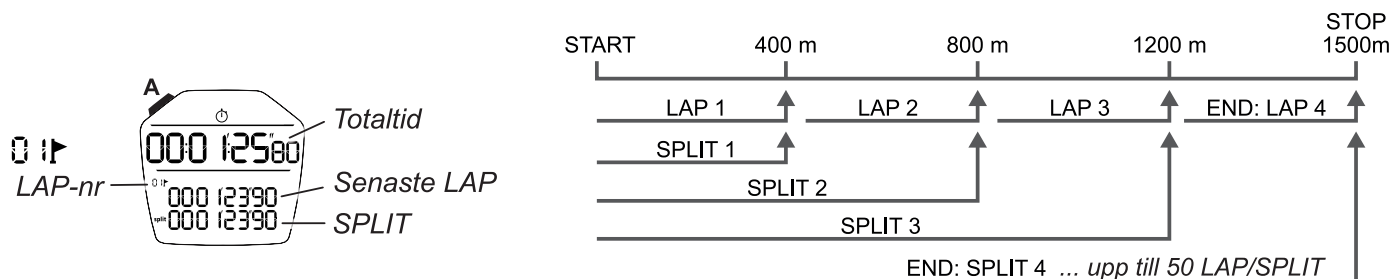 START 400 m 800 m 1200 m STOP 1500m
A
000:1'25"80
Totaltid
01
LAP-nr
01
000 12390
Senaste LAP
split 000 12390
SPLIT
LAP 1 LAP 2 LAP 3 END: LAP 4
SPLIT 1
SPLIT 2
SPLIT 3
END: SPLIT 4 ... upp till 50 LAP/SPLIT